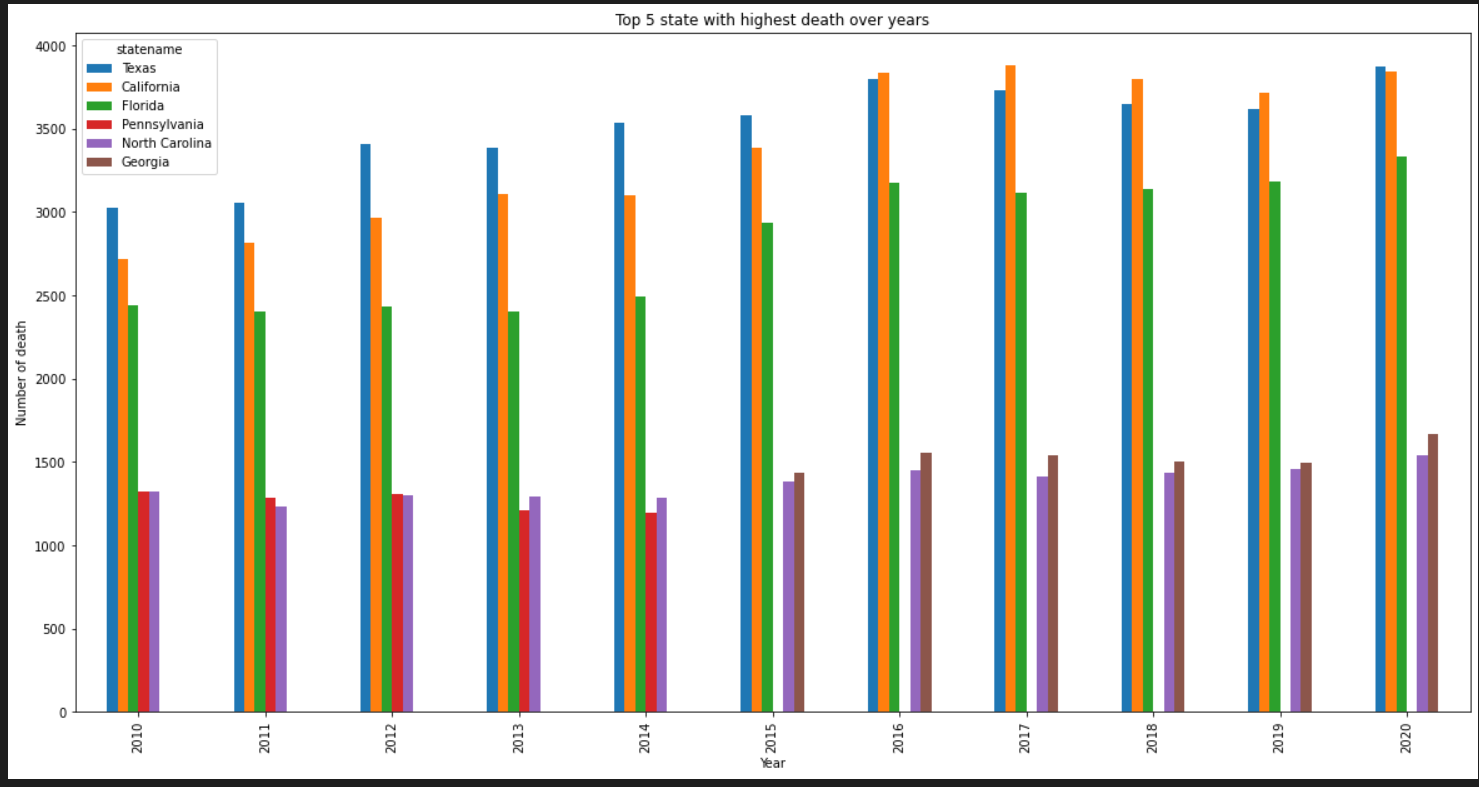 Top 5 state with highest death over years
statename
Texas
California
Florida
Pennsylvania
North Carolina
Georgia
Number of death
4000
3500
3000
2500
2000
1500
1000
500
0
2010
2011
2012
2013
2014
2015
2016
2017
2018
2019
2020
Year